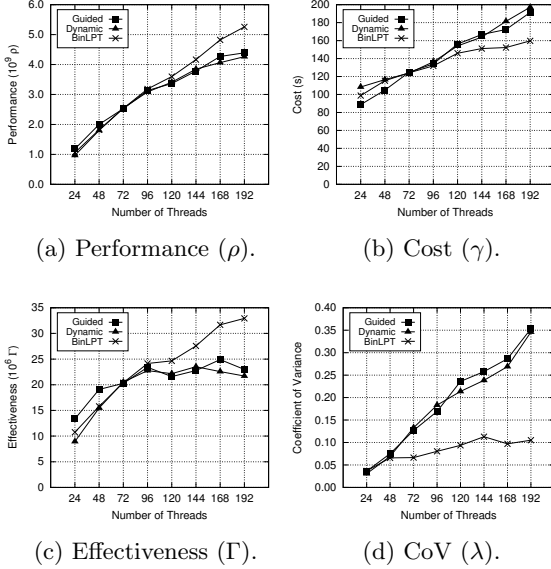 6.0
5.0
4.0
3.0
2.0
1.0
0.0
Performance (10⁹ ρ)
Guided
Dynamic
BinLPT
24 48 72 96 120 144 168 192
Number of Threads
(a) Performance (ρ).
200
180
160
140
120
100
80
60
40
20
0
Cost (s)
Guided
Dynamic
BinLPT
24 48 72 96 120 144 168 192
Number of Threads
(b) Cost (γ).
35
30
25
20
15
10
5
0
Effectiveness (10⁶ Γ)
Guided
Dynamic
BinLPT
24 48 72 96 120 144 168 192
Number of Threads
(c) Effectiveness (Γ).
0.40
0.35
0.30
0.25
0.20
0.15
0.10
0.05
0.00
Coefficient of Variance
Guided
Dynamic
BinLPT
24 48 72 96 120 144 168 192
Number of Threads
(d) CoV (λ).